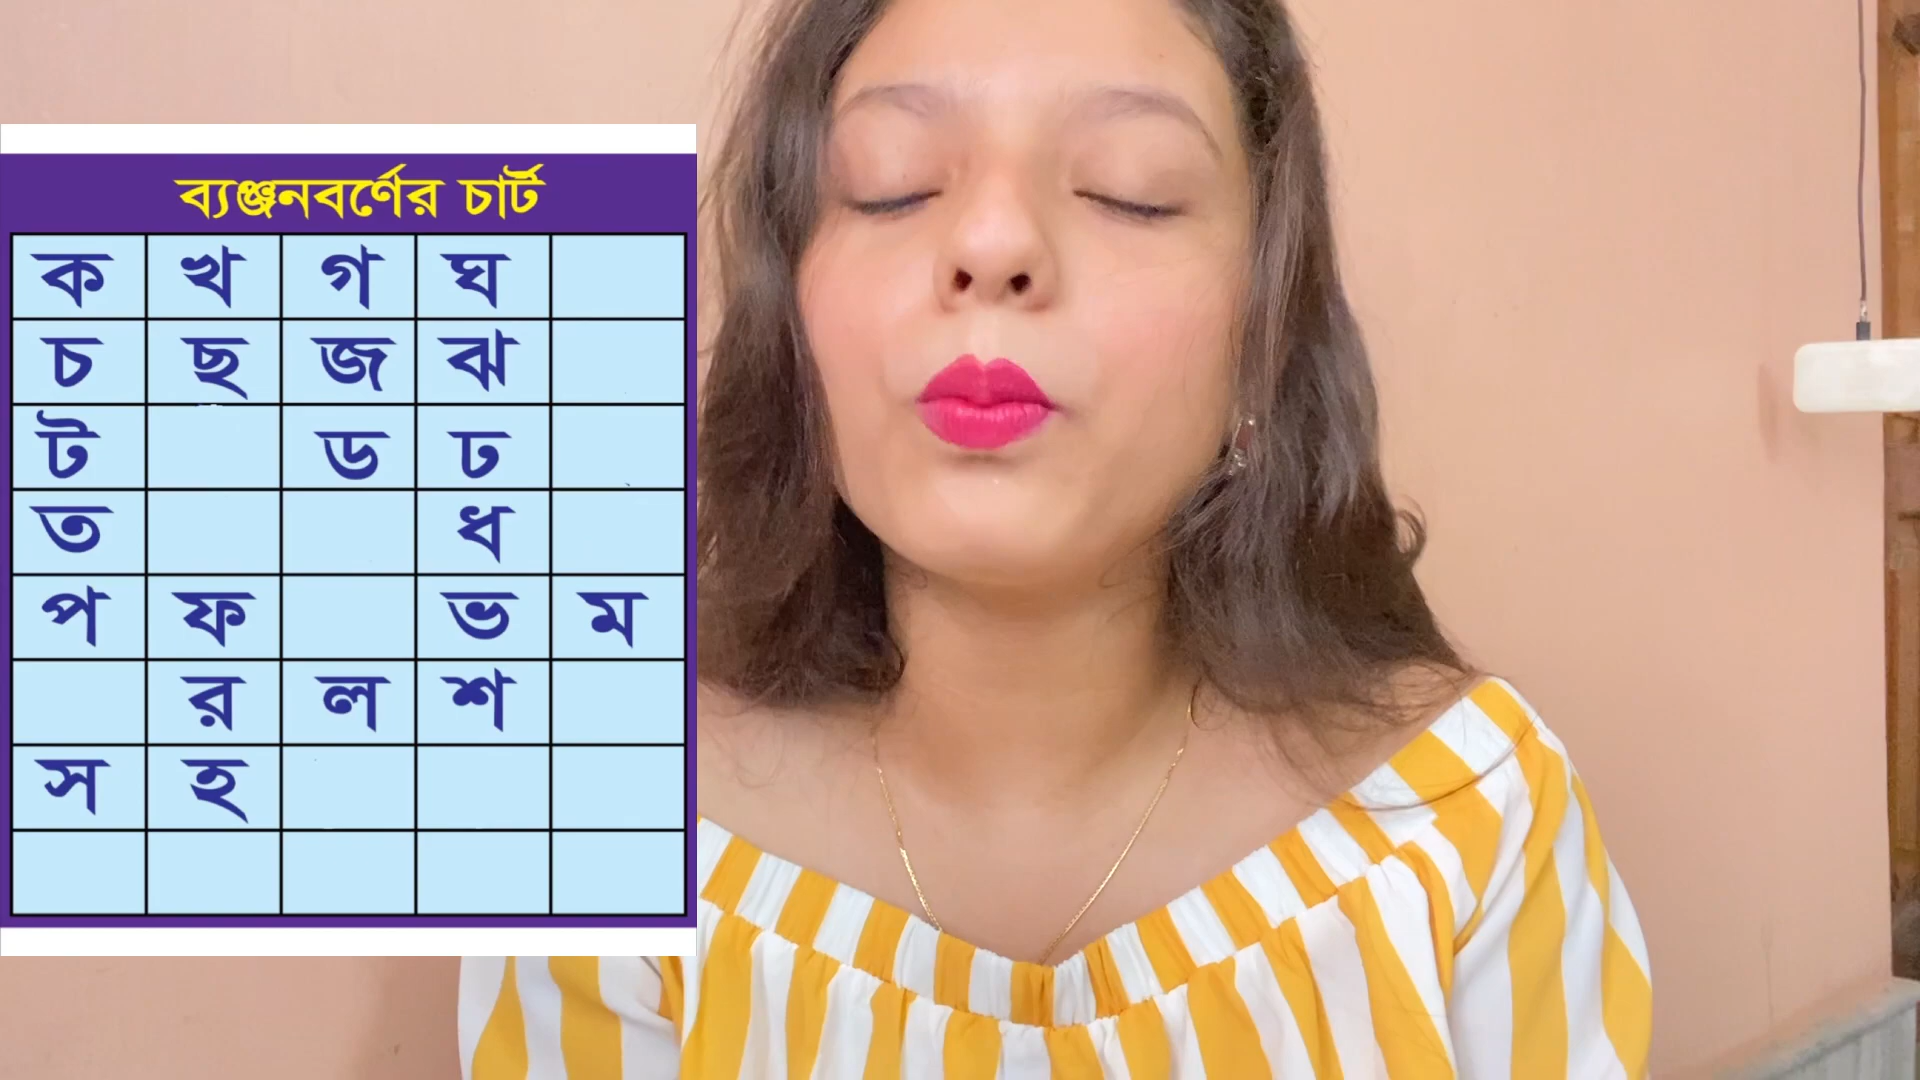 ব্যঞ্জনবর্ণের চার্ট
ক খ গ ঘ
চ ছ জ ঝ
ট ড ঢ
ত ধ
প ফ ভ ম
র ল শ
স হ